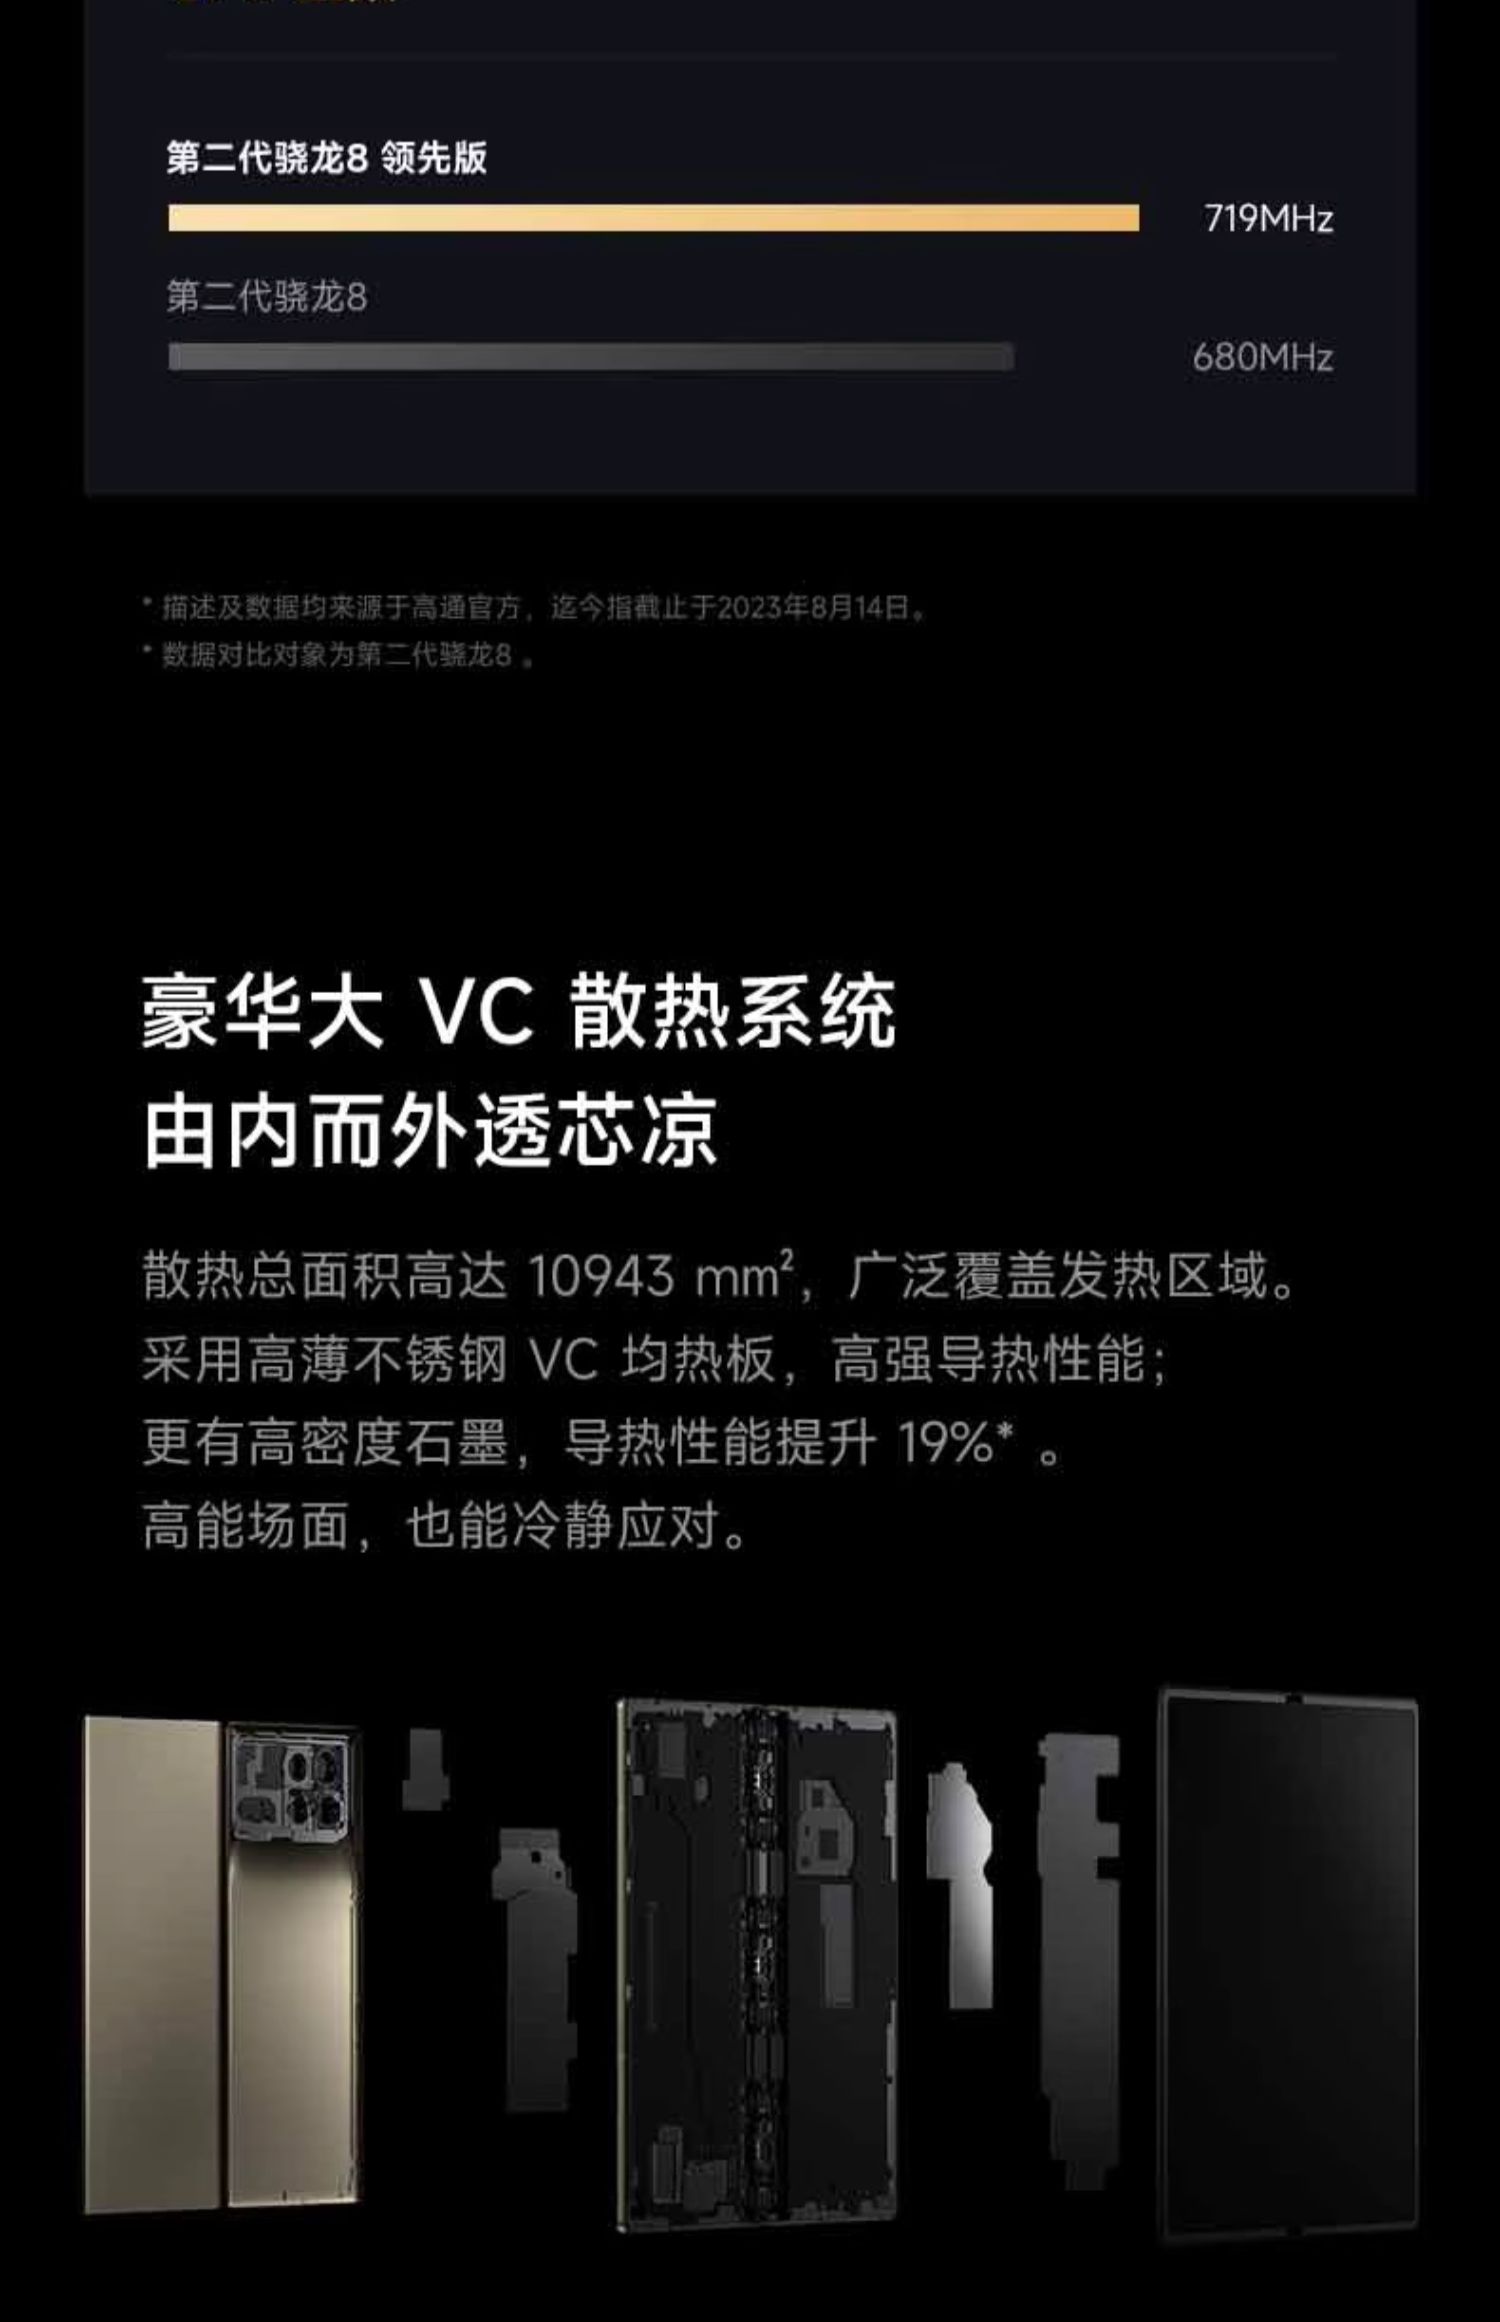 第二代骁龙8 领先版
719MHz
第二代骁龙8
680MHz
* 描述及数据均来源于高通官方，迄今指截止于2023年8月14日。
* 数据对比对象为第二代骁龙8 。
豪华大 VC 散热系统
由内而外透芯凉
散热总面积高达 10943 mm²，广泛覆盖发热区域。
采用高薄不锈钢 VC 均热板，高强导热性能；
更有高密度石墨，导热性能提升 19%* 。
高能场面，也能冷静应对。